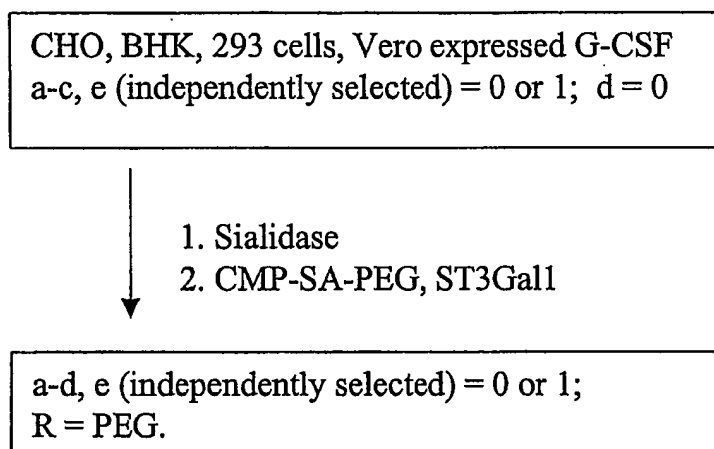 CHO, BHK, 293 cells, Vero expressed G-CSF
a-c, e (independently selected) = 0 or 1; d = 0
1. Sialidase
2. CMP-SA-PEG, ST3Gal1
a-d, e (independently selected) = 0 or 1;
R = PEG.